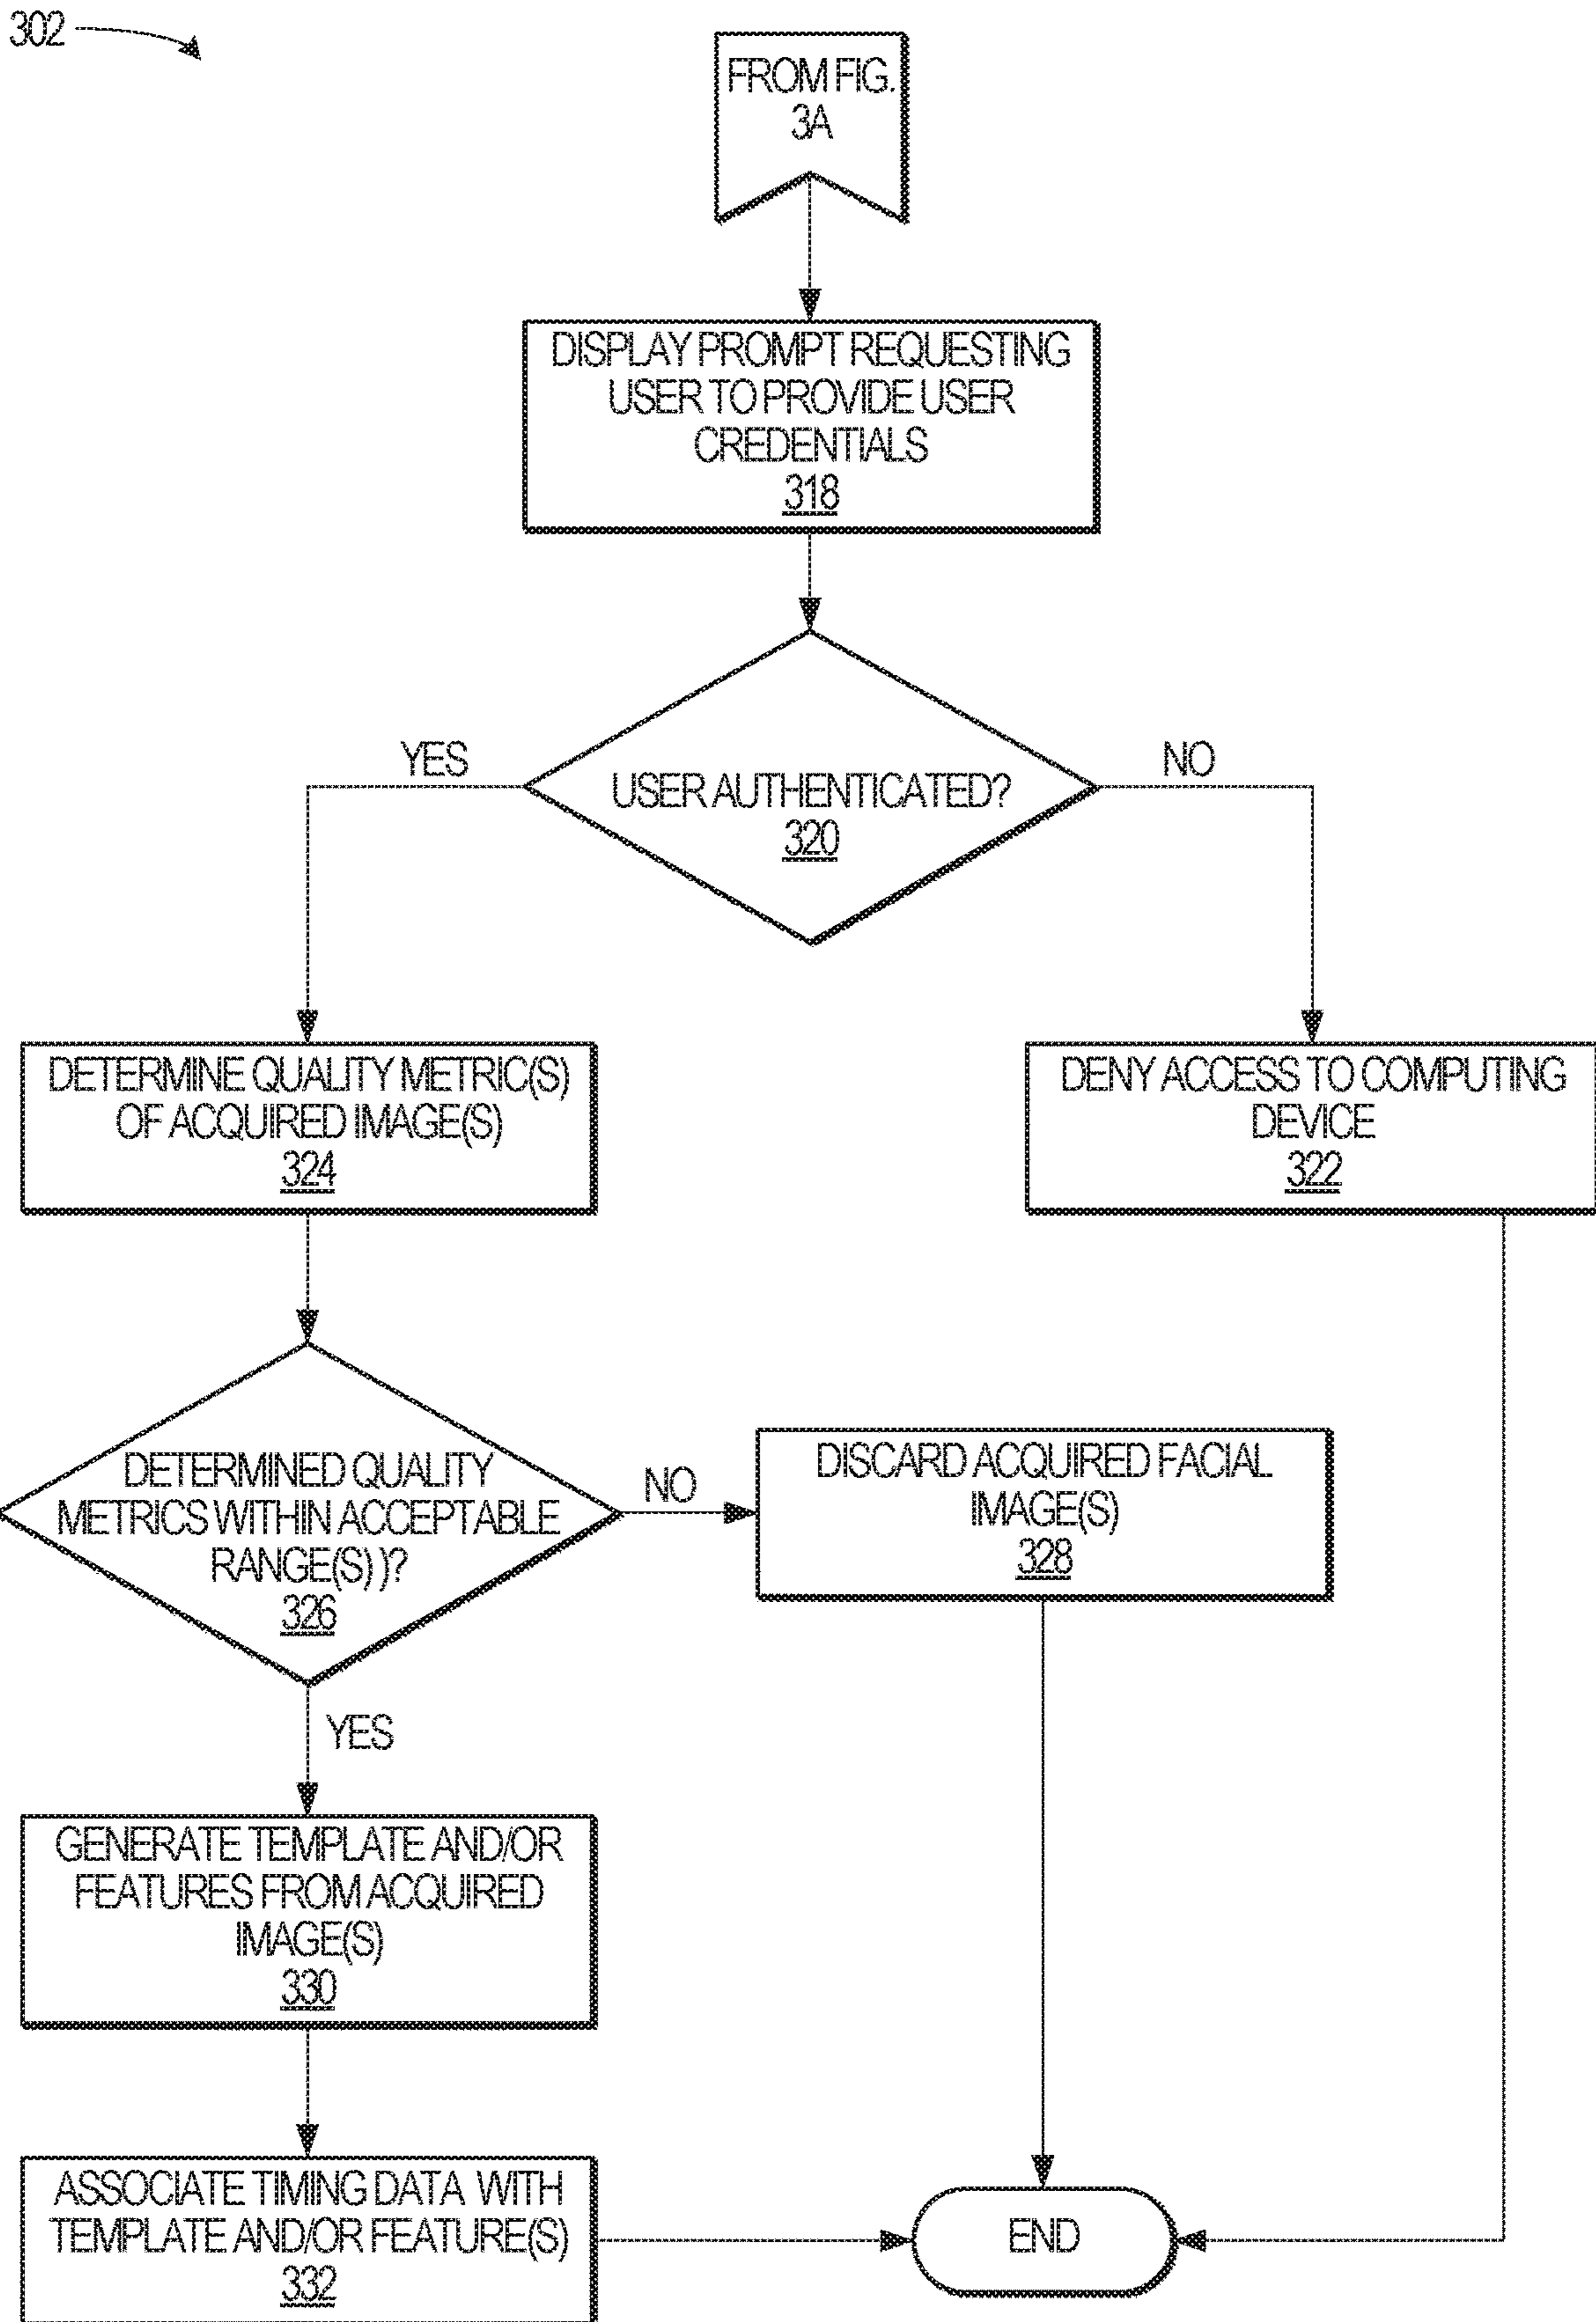 302
FROM FIG.
3A
DISPLAY PROMPT REQUESTING
USER TO PROVIDE USER
CREDENTIALS
318
YES
NO
USER AUTHENTICATED?
320
DETERMINE QUALITY METRIC(S)
OF ACQUIRED IMAGE(S)
324
DENY ACCESS TO COMPUTING
DEVICE
322
DETERMINED QUALITY
METRICS WITHIN ACCEPTABLE
RANGE(S) )?
326
NO
DISCARD ACQUIRED FACIAL
IMAGE(S)
328
YES
GENERATE TEMPLATE AND/OR
FEATURES FROM ACQUIRED
IMAGE(S)
330
ASSOCIATE TIMING DATA WITH
TEMPLATE AND/OR FEATURE(S)
332
END